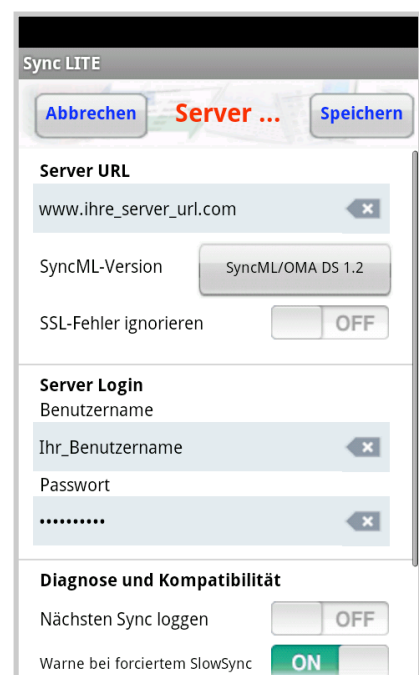 Sync LITE
Abbrechen Server ... Speichern
Server URL
www.ihre_server_url.com
SyncML-Version SyncML/OMA DS 1.2
SSL-Fehler ignorieren OFF
Server Login
Benutzername
Ihr_Benutzername
Passwort
••••••••••
Diagnose und Kompatibilität
Nächsten Sync loggen OFF
Warne bei forciertem SlowSync ON